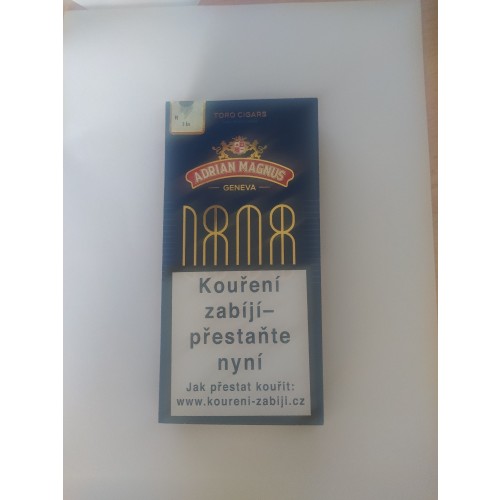 TORO CIGARS
ADRIAN MAGNUS
GENEVA
Kouření
zabíjí–
přestaňte
nyní
Jak přestat kouřit:
www.koureni-zabiji.cz